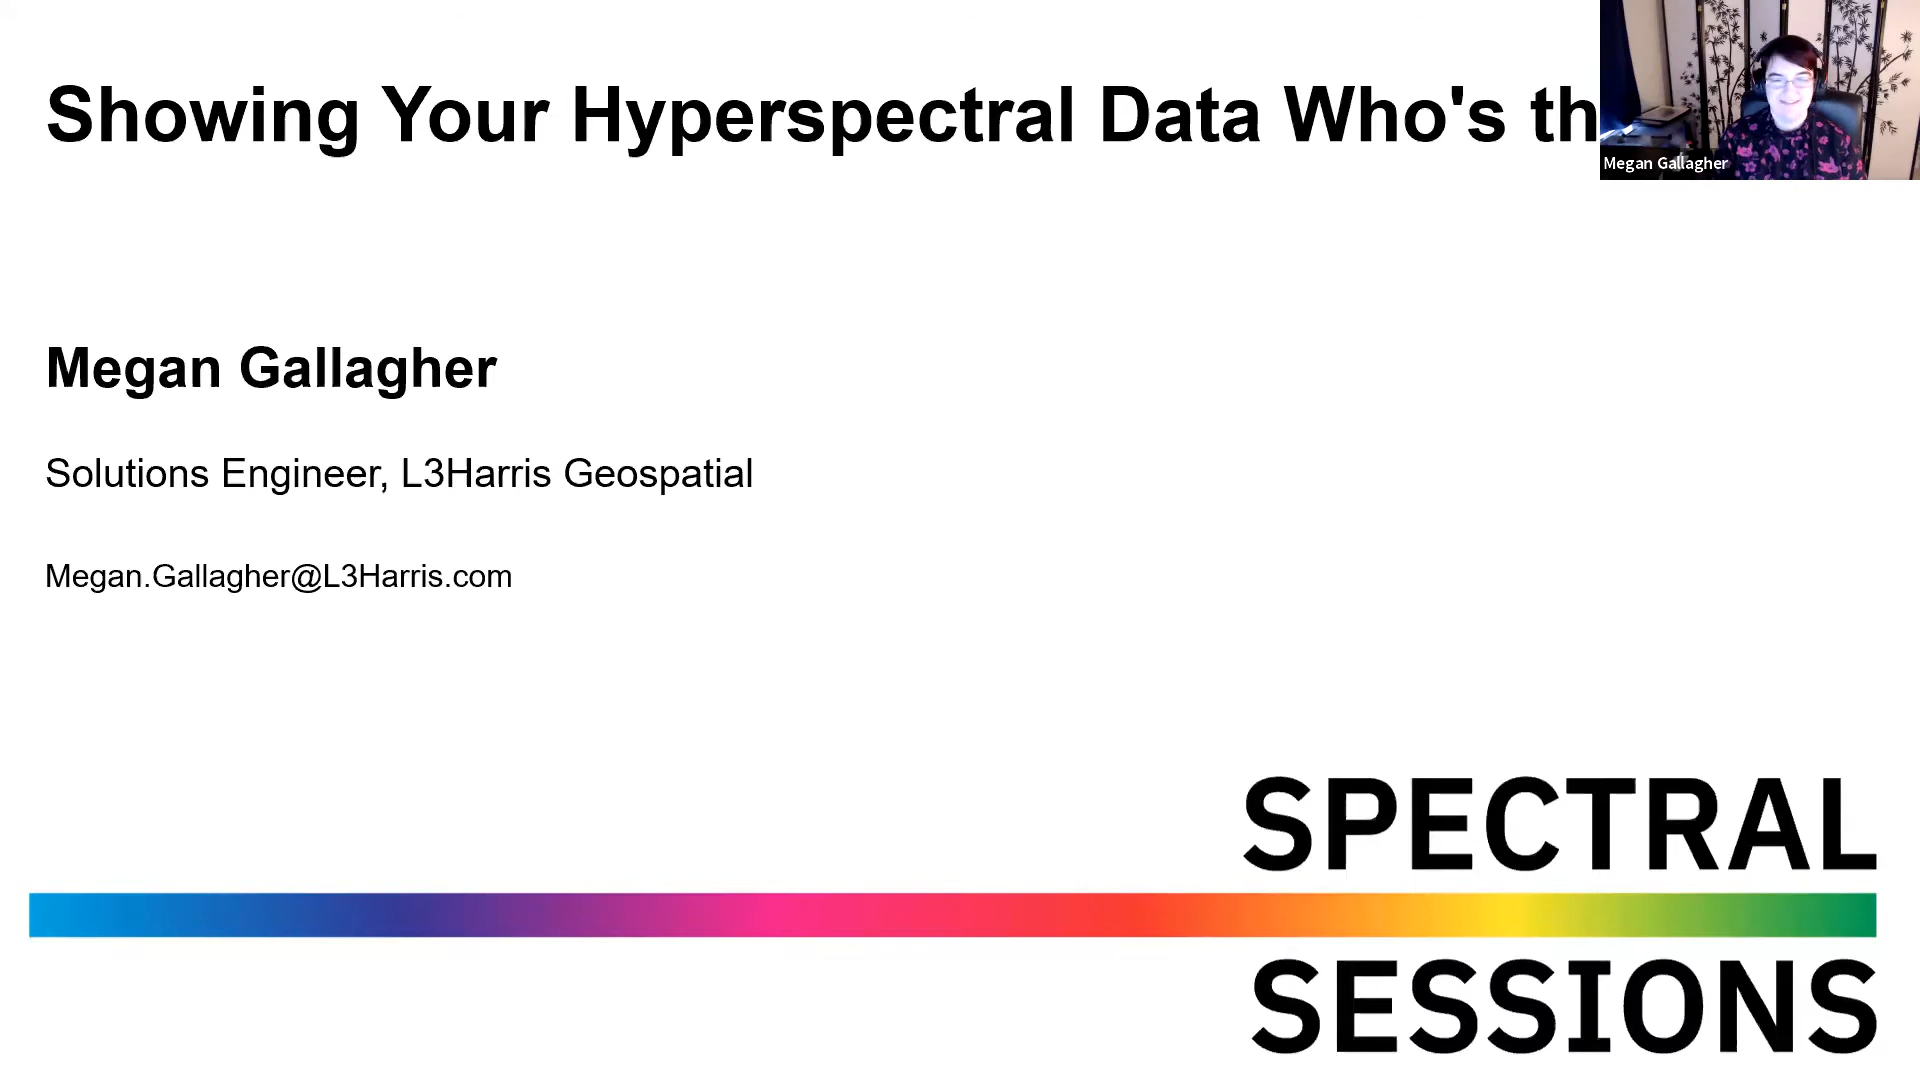 Showing Your Hyperspectral Data Who's th
Megan Gallagher
Megan Gallagher
Solutions Engineer, L3Harris Geospatial
Megan.Gallagher@L3Harris.com
SPECTRAL
SESSIONS